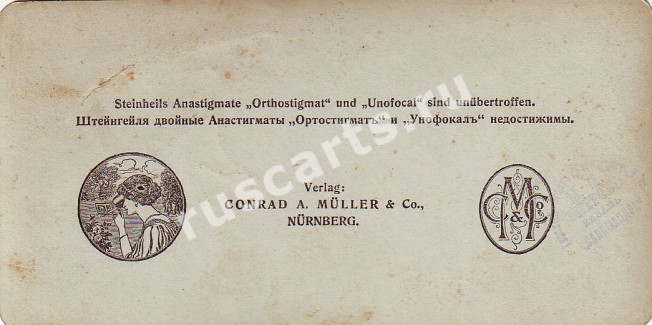 Steinheils Anastigmate „Orthostigmat“ und „Unofocal“ sind unübertroffen.
Штейнгейля двойные Анастигматы „Ортостигматъ“ и „Унофокалъ“ недостижимы.
Verlag:
CONRAD A. MÜLLER & Co.,
NÜRNBERG.
C M & C Co
ruscarts.ru